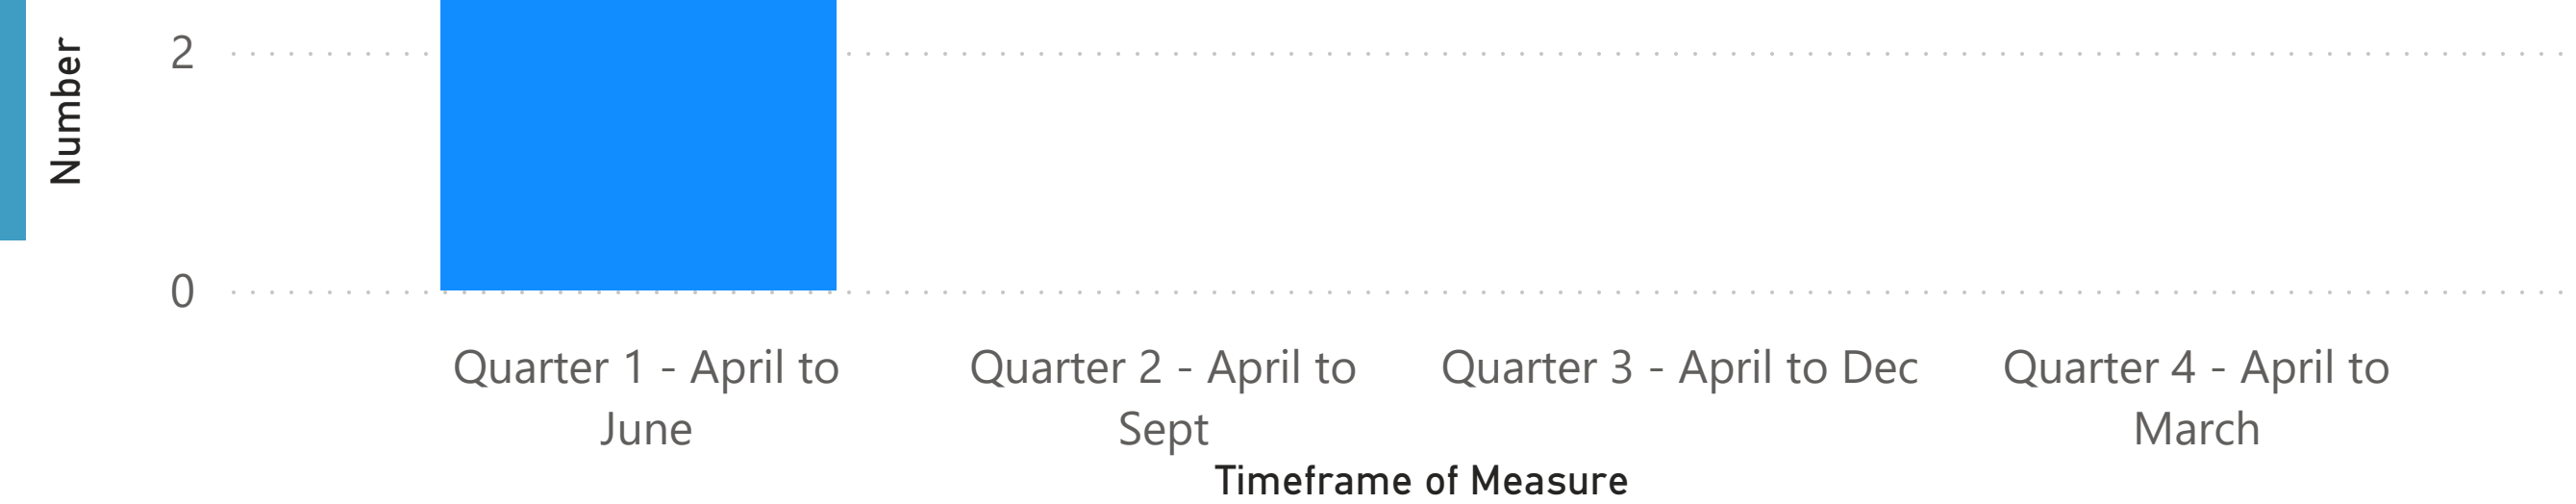 Number
2
0
Quarter 1 - April to
June
Quarter 2 - April to
Sept
Quarter 3 - April to Dec
Quarter 4 - April to
March
Timeframe of Measure